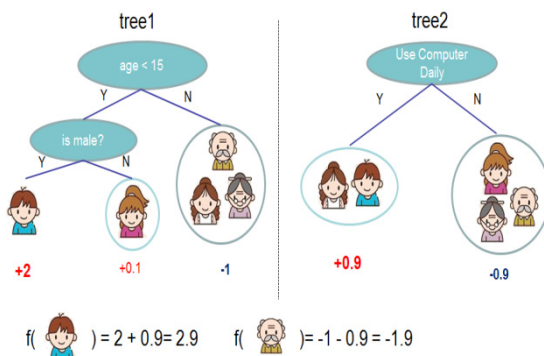 tree1
tree2
age < 15
Use Computer
Daily
Y
N
Y
N
is male?
Y
N
+2
+0.1
-1
+0.9
-0.9
f( ) = 2 + 0.9= 2.9
f( )= -1 - 0.9 = -1.9